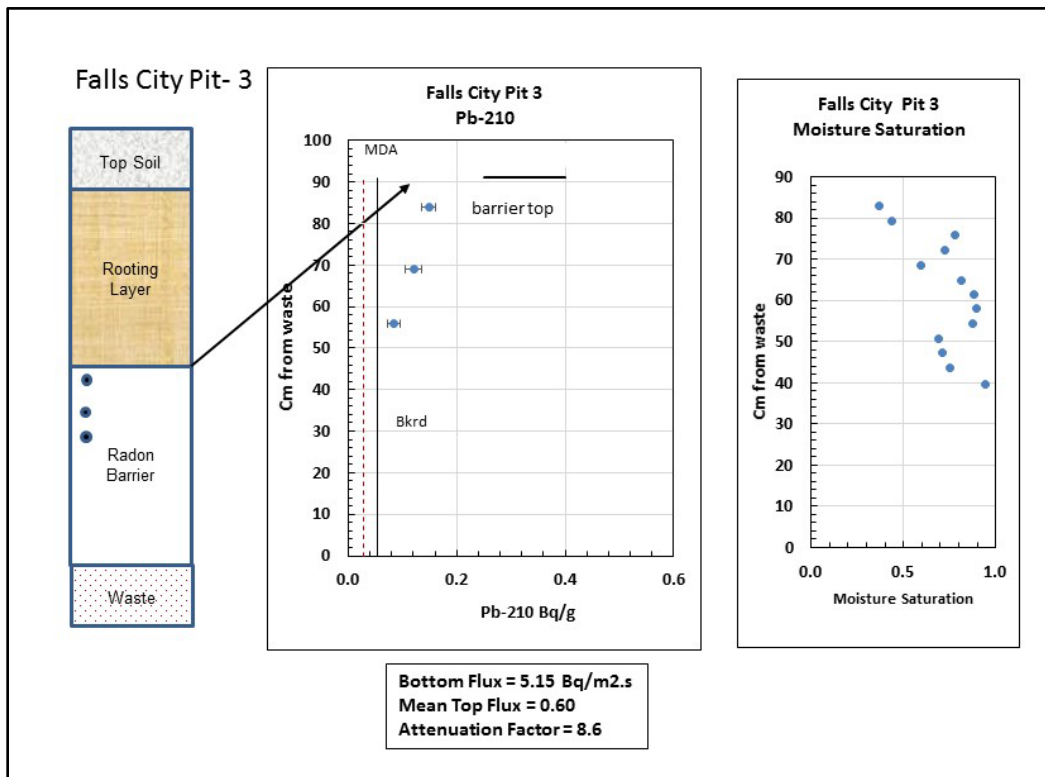 Falls City Pit- 3
Top Soil
Rooting
Layer
Radon
Barrier
Waste
Falls City Pit 3
Pb-210
100
90
80
70
60
50
40
30
20
10
0
Cm from waste
MDA
barrier top
Bkrd
0.0
0.2
0.4
0.6
Pb-210 Bq/g
Falls City Pit 3
Moisture Saturation
90
80
70
60
50
40
30
20
10
0
Cm from waste
0.0
0.5
1.0
Moisture Saturation
Bottom Flux = 5.15 Bq/m2.s
Mean Top Flux = 0.60
Attenuation Factor = 8.6